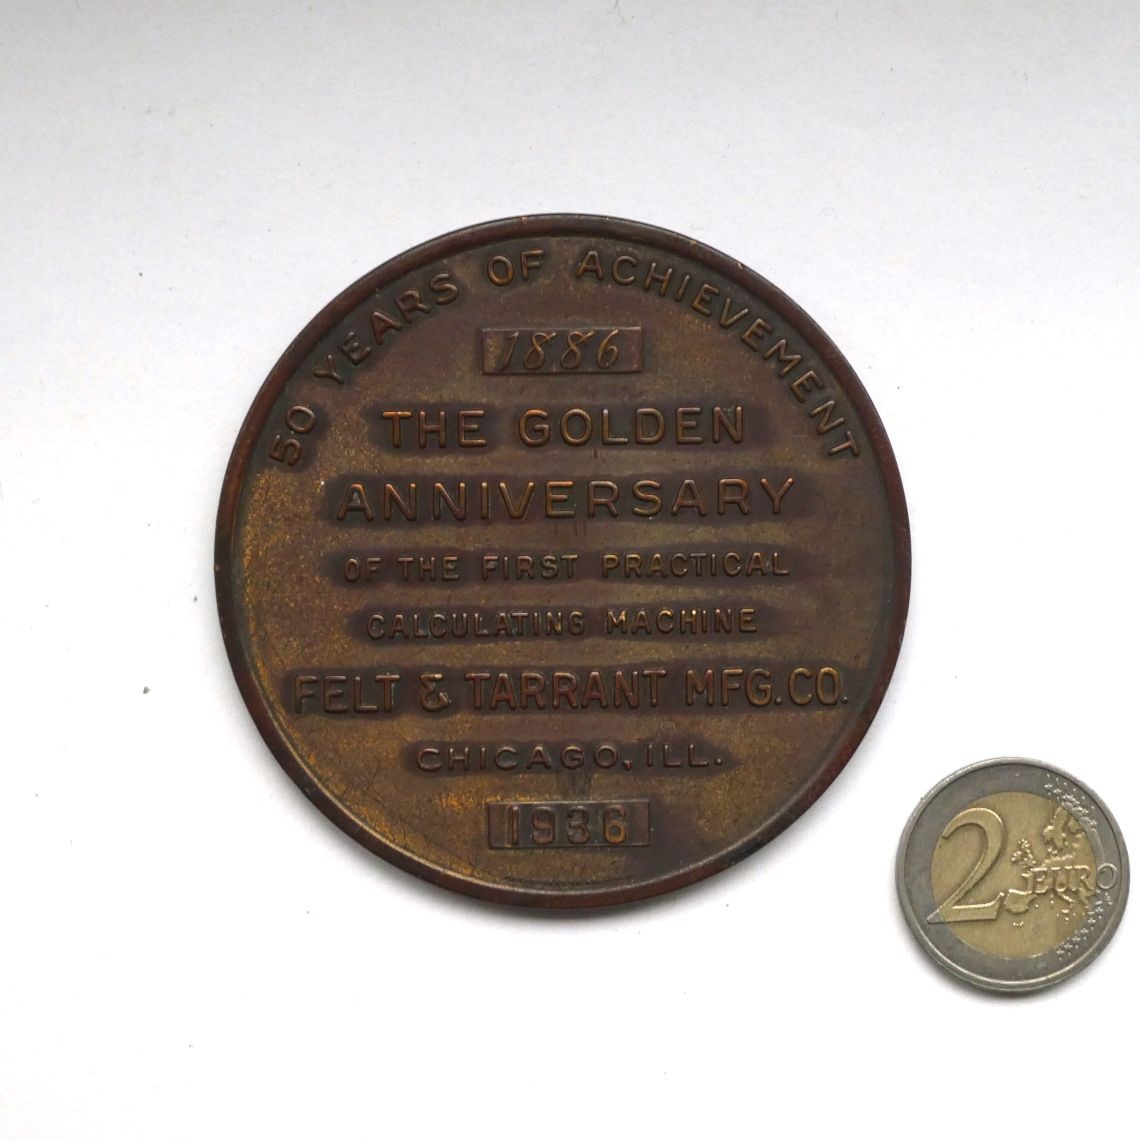 50 YEARS OF ACHIEVEMENT
1886
THE GOLDEN
ANNIVERSARY
OF THE FIRST PRACTICAL
CALCULATING MACHINE
FELT & TARRANT MFG. CO.
CHICAGO, ILL.
1936
2 EURO